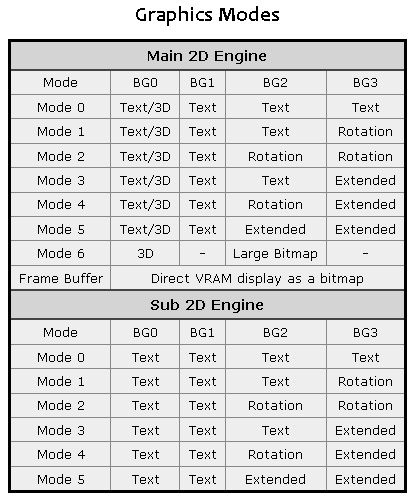 Graphics Modes
Main 2D Engine
Mode BG0 BG1 BG2 BG3
Mode 0 Text/3D Text Text Text
Mode 1 Text/3D Text Text Rotation
Mode 2 Text/3D Text Rotation Rotation
Mode 3 Text/3D Text Text Extended
Mode 4 Text/3D Text Rotation Extended
Mode 5 Text/3D Text Extended Extended
Mode 6 3D - Large Bitmap -
Frame Buffer Direct VRAM display as a bitmap
Sub 2D Engine
Mode BG0 BG1 BG2 BG3
Mode 0 Text Text Text Text
Mode 1 Text Text Text Rotation
Mode 2 Text Text Rotation Rotation
Mode 3 Text Text Text Extended
Mode 4 Text Text Rotation Extended
Mode 5 Text Text Extended Extended